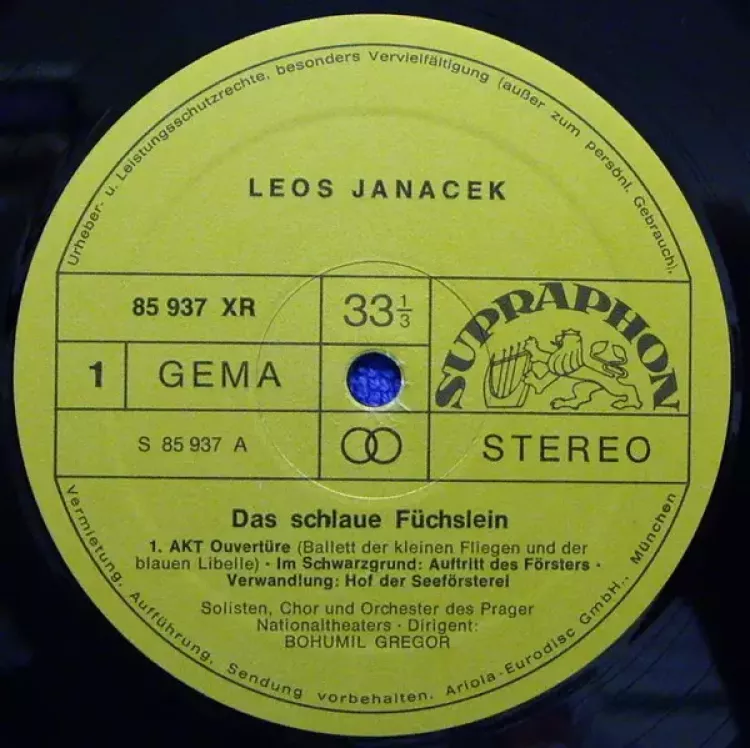 Urheber- u. Leistungsschutzrechte, besonders Vervielfältigung (außer zum persönl. Gebrauch),
LEOS JANACEK
85 937 XR
33 1/3
SUPRAPHON
1
GEMA
S 85 937 A
STEREO
Das schlaue Füchslein
1. AKT Ouvertüre (Ballett der kleinen Fliegen und der
blauen Libelle) · Im Schwarzgrund: Auftritt des Försters ·
Verwandlung: Hof der Seeförsterei
Solisten, Chor und Orchester des Prager
Nationaltheaters · Dirigent:
BOHUMIL GREGOR
Vermietung, Aufführung, Sendung vorbehalten. Ariola-Eurodisc GmbH., München